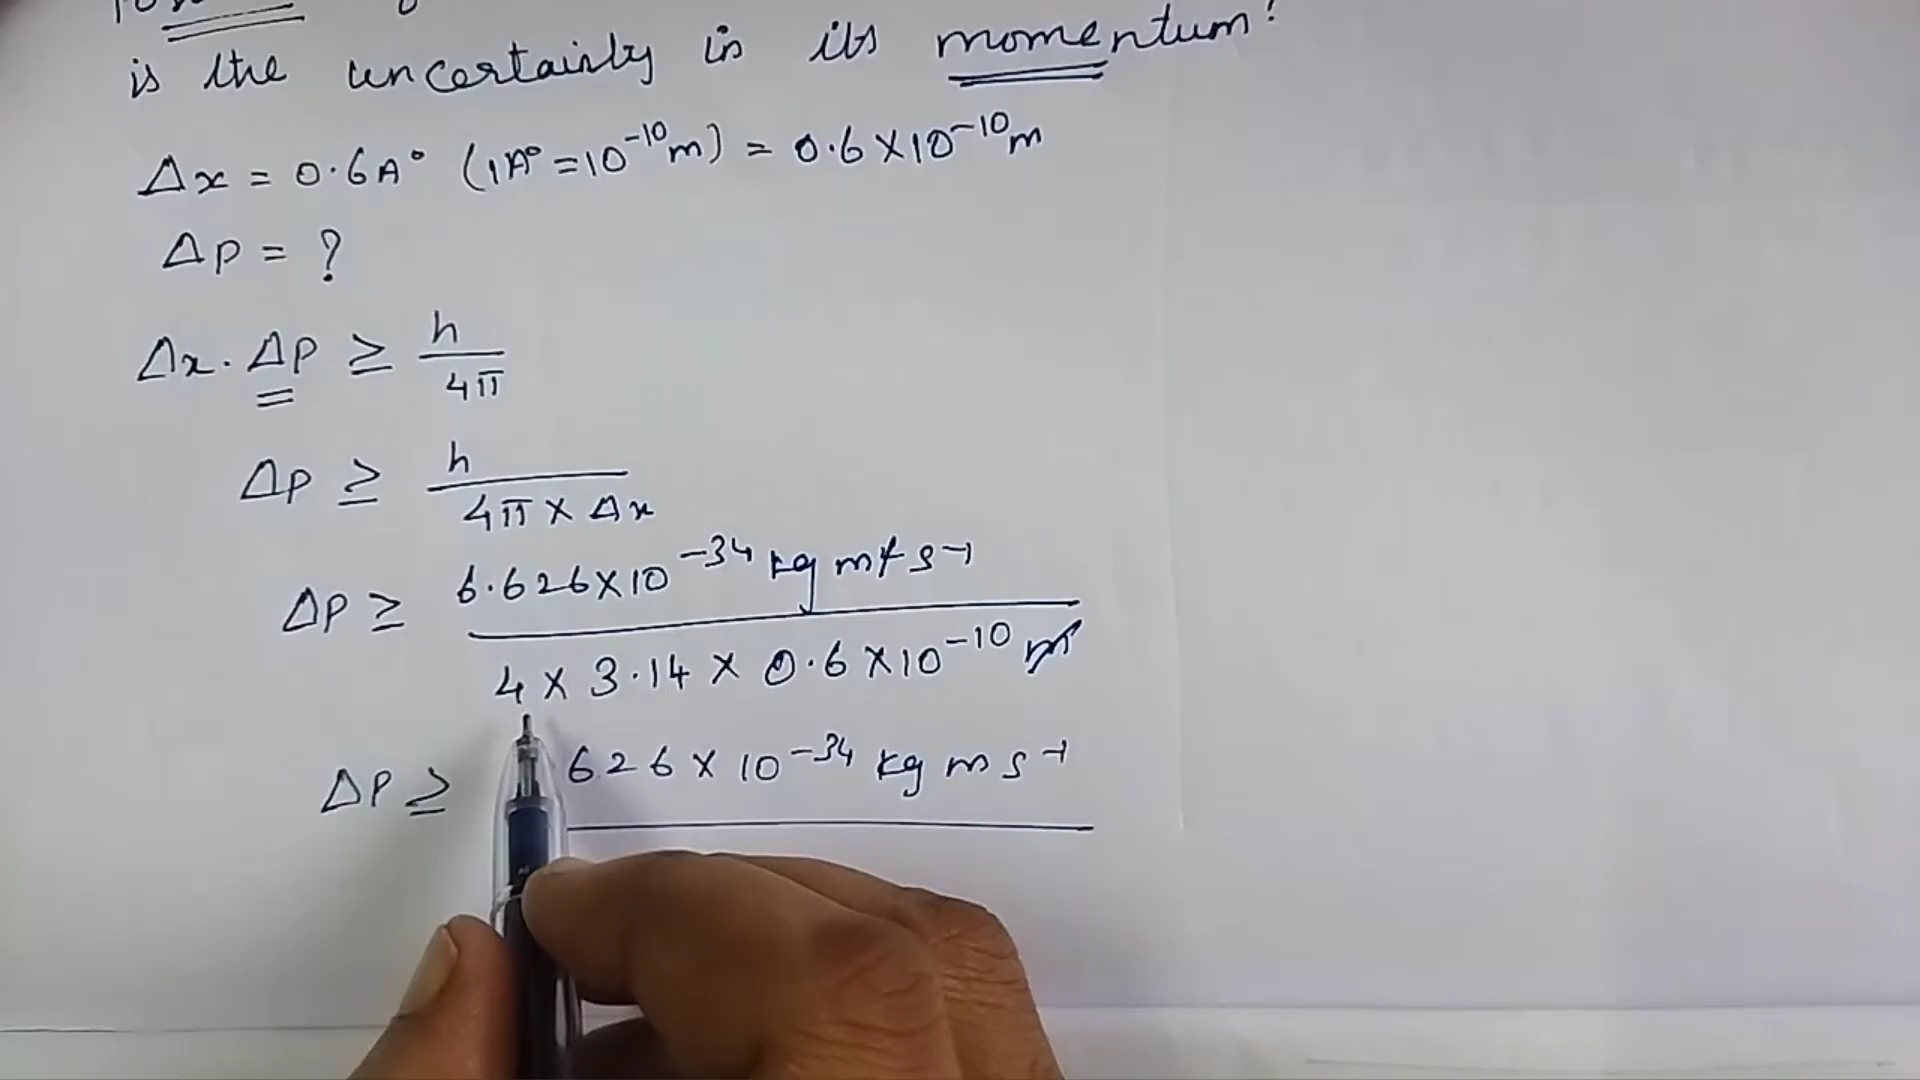 is the uncertainty in its momentum?
Δx = 0.6A° (1A° = 10⁻¹⁰m) = 0.6 × 10⁻¹⁰m
ΔP = ?
Δx . ΔP ≥ h / 4π
ΔP ≥ h / 4π × Δx
ΔP ≥ 6.626 × 10⁻³⁴ kg m² s⁻¹ / 4 × 3.14 × 0.6 × 10⁻¹⁰ m
ΔP ≥ 626 × 10⁻³⁴ kg m s⁻¹